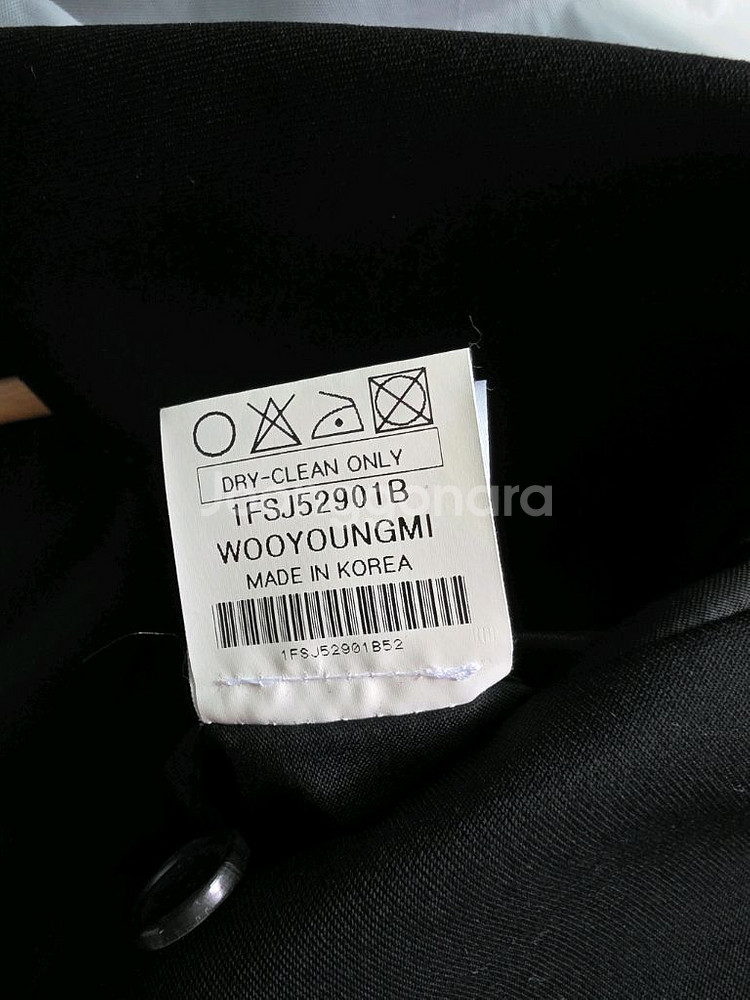 DRY-CLEAN ONLY
1FSJ52901B
WOOYOUNGMI
MADE IN KOREA
1FSJ52901B52